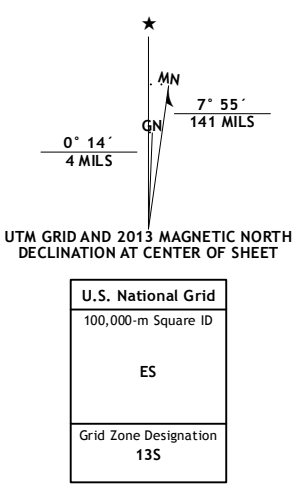 ★
MN
GN
7° 55´
141 MILS
0° 14´
4 MILS
UTM GRID AND 2013 MAGNETIC NORTH
DECLINATION AT CENTER OF SHEET
U.S. National Grid
100,000-m Square ID
ES
Grid Zone Designation
13S